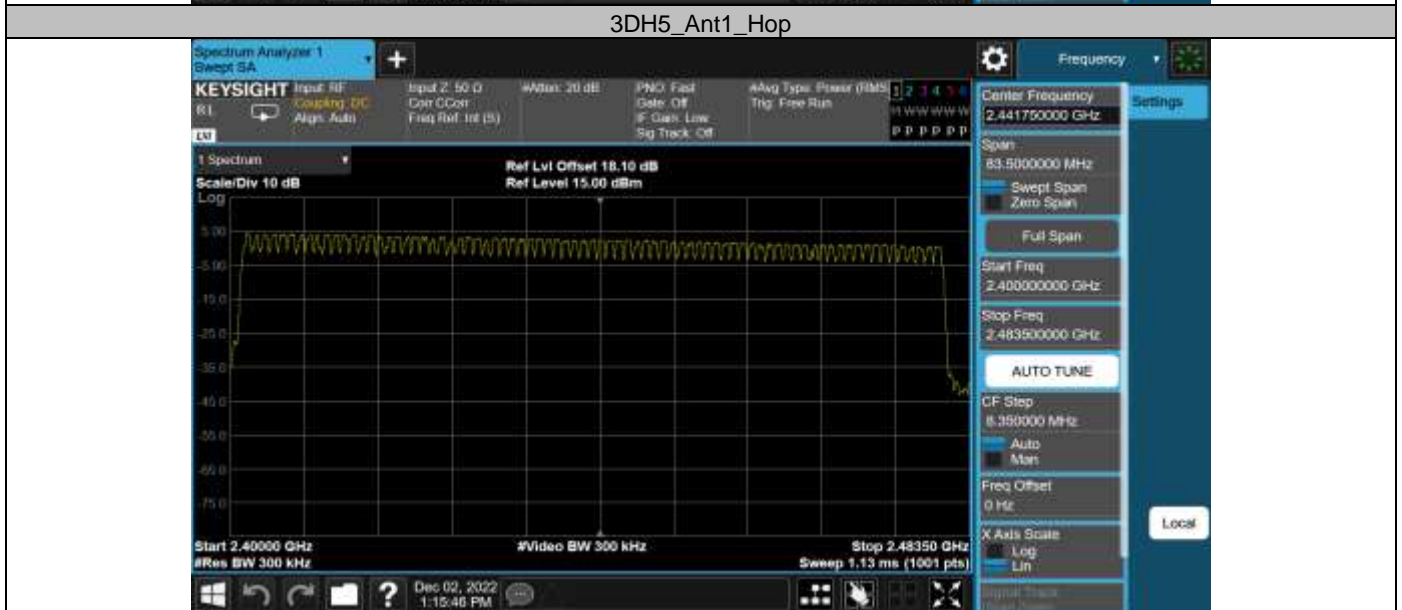 3DH5_Ant1_Hop
Spectrum Analyzer 1
Swept SA
+
Frequency
KEYSIGHT
RL
Input: RF
Coupling: DC
Align: Auto
Input Z: 50 Ω
Corr CCorr
Freq Ref: Int (S)
#Atten: 20 dB
PNO: Fast
Gate: Off
IF Gain: Low
Sig Track: Off
#Avg Type: Power (RMS
Trig: Free Run
1 2 3 4 5 6
P P P P P P
Center Frequency
2.441750000 GHz
Settings
Span
83.5000000 MHz
Swept Span
Zero Span
Full Span
Start Freq
2.400000000 GHz
Stop Freq
2.483500000 GHz
AUTO TUNE
CF Step
8.350000 MHz
Auto
Man
Freq Offset
0 Hz
X Axis Scale
Log
Lin
Local
1 Spectrum
Scale/Div 10 dB
Ref Lvl Offset 18.10 dB
Ref Level 15.00 dBm
Log
5.00
-5.00
-15.0
-25.0
-35.0
-45.0
-55.0
-65.0
-75.0
Start 2.40000 GHz
#Res BW 300 kHz
#Video BW 300 kHz
Stop 2.48350 GHz
Sweep 1.13 ms (1001 pts)
?
Dec 02, 2022
1:15:46 PM